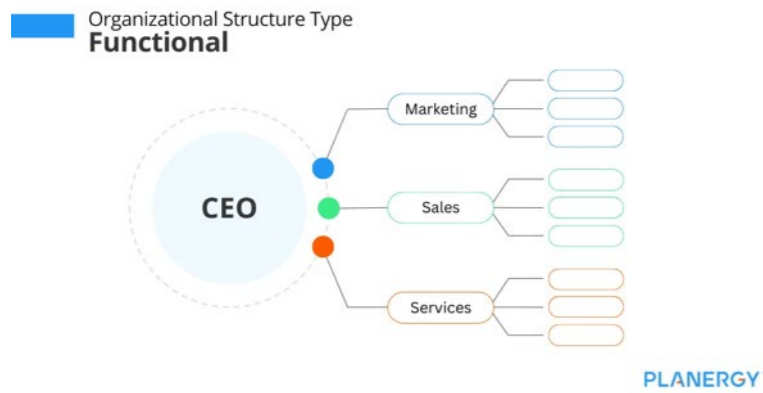 Organizational Structure Type
Functional
CEO
Marketing
Sales
Services
PLANERGY